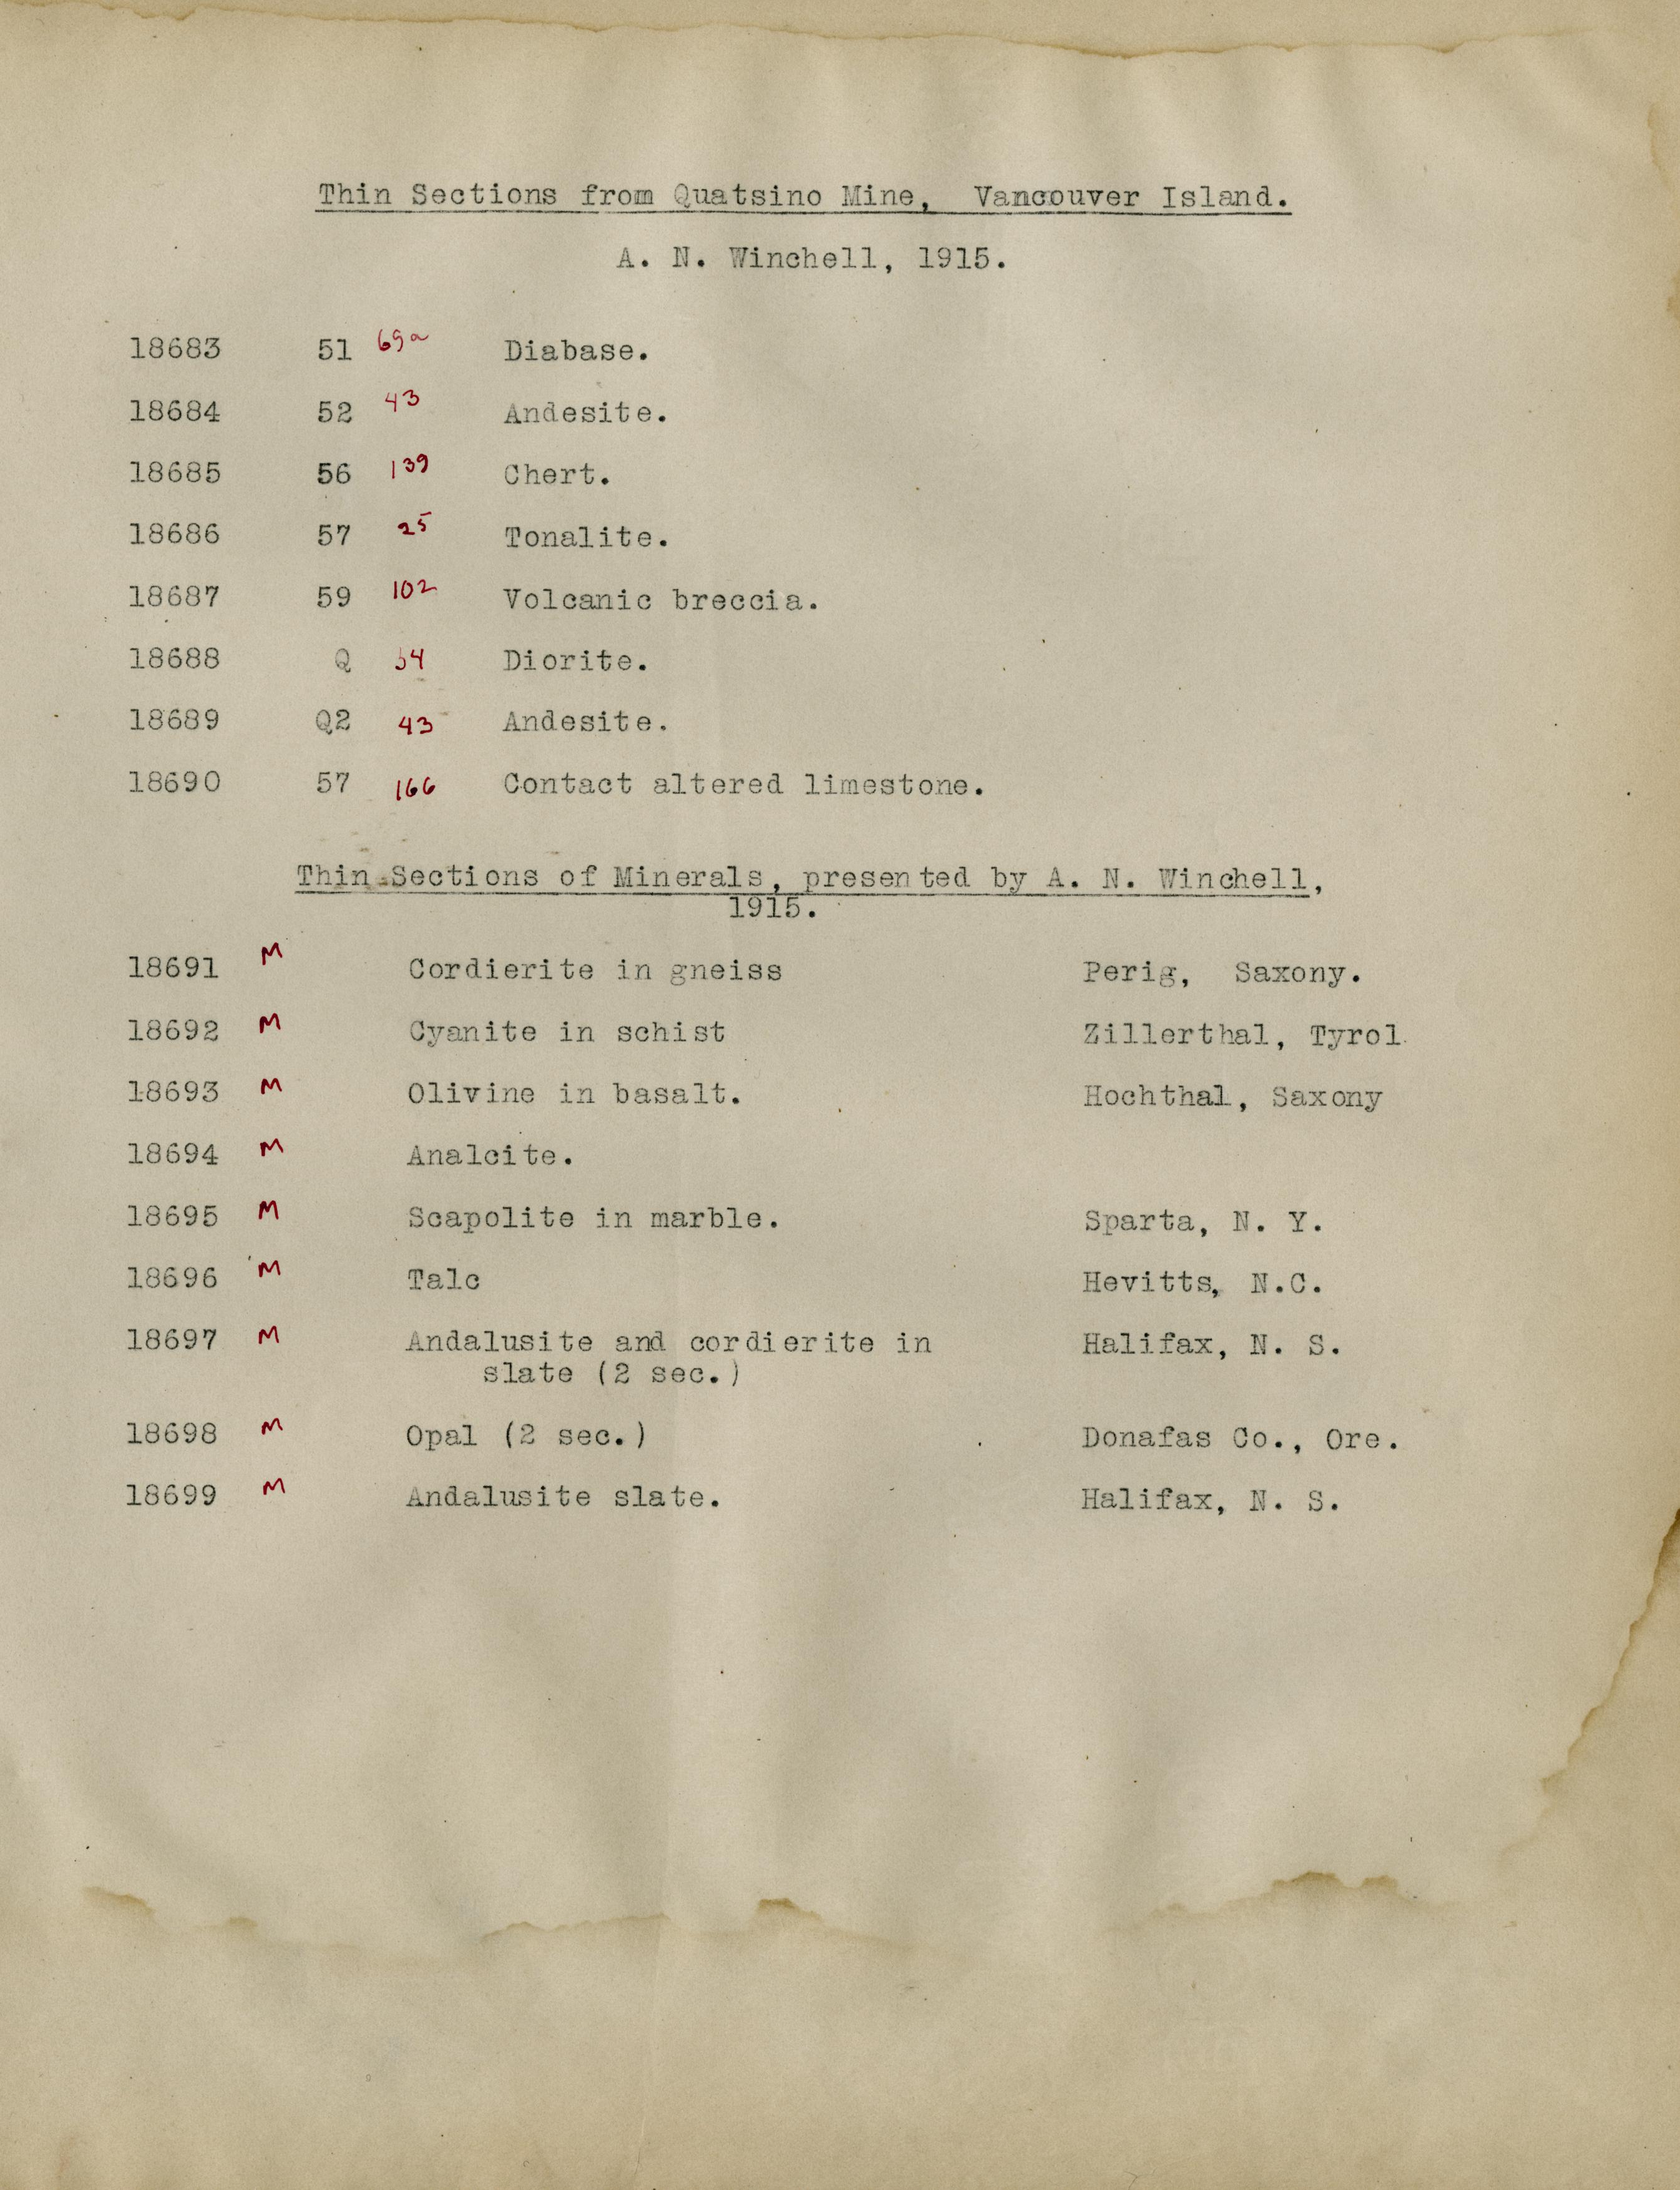 Thin Sections from Quatsino Mine, Vancouver Island.
A. N. Winchell, 1915.
18683 51 69a Diabase.
18684 52 43 Andesite.
18685 56 139 Chert.
18686 57 25 Tonalite.
18687 59 102 Volcanic breccia.
18688 Q 54 Diorite.
18689 Q2 43 Andesite.
18690 57 166 Contact altered limestone.
Thin Sections of Minerals, presented by A. N. Winchell,
1915.
18691 M Cordierite in gneiss Perig, Saxony.
18692 M Cyanite in schist Zillerthal, Tyrol.
18693 M Olivine in basalt. Hochthal, Saxony
18694 M Analcite.
18695 M Scapolite in marble. Sparta, N. Y.
18696 M Talc Hevitts, N.C.
18697 M Andalusite and cordierite in Halifax, N. S.
slate (2 sec.)
18698 M Opal (2 sec.) Donafas Co., Ore.
18699 M Andalusite slate. Halifax, N. S.